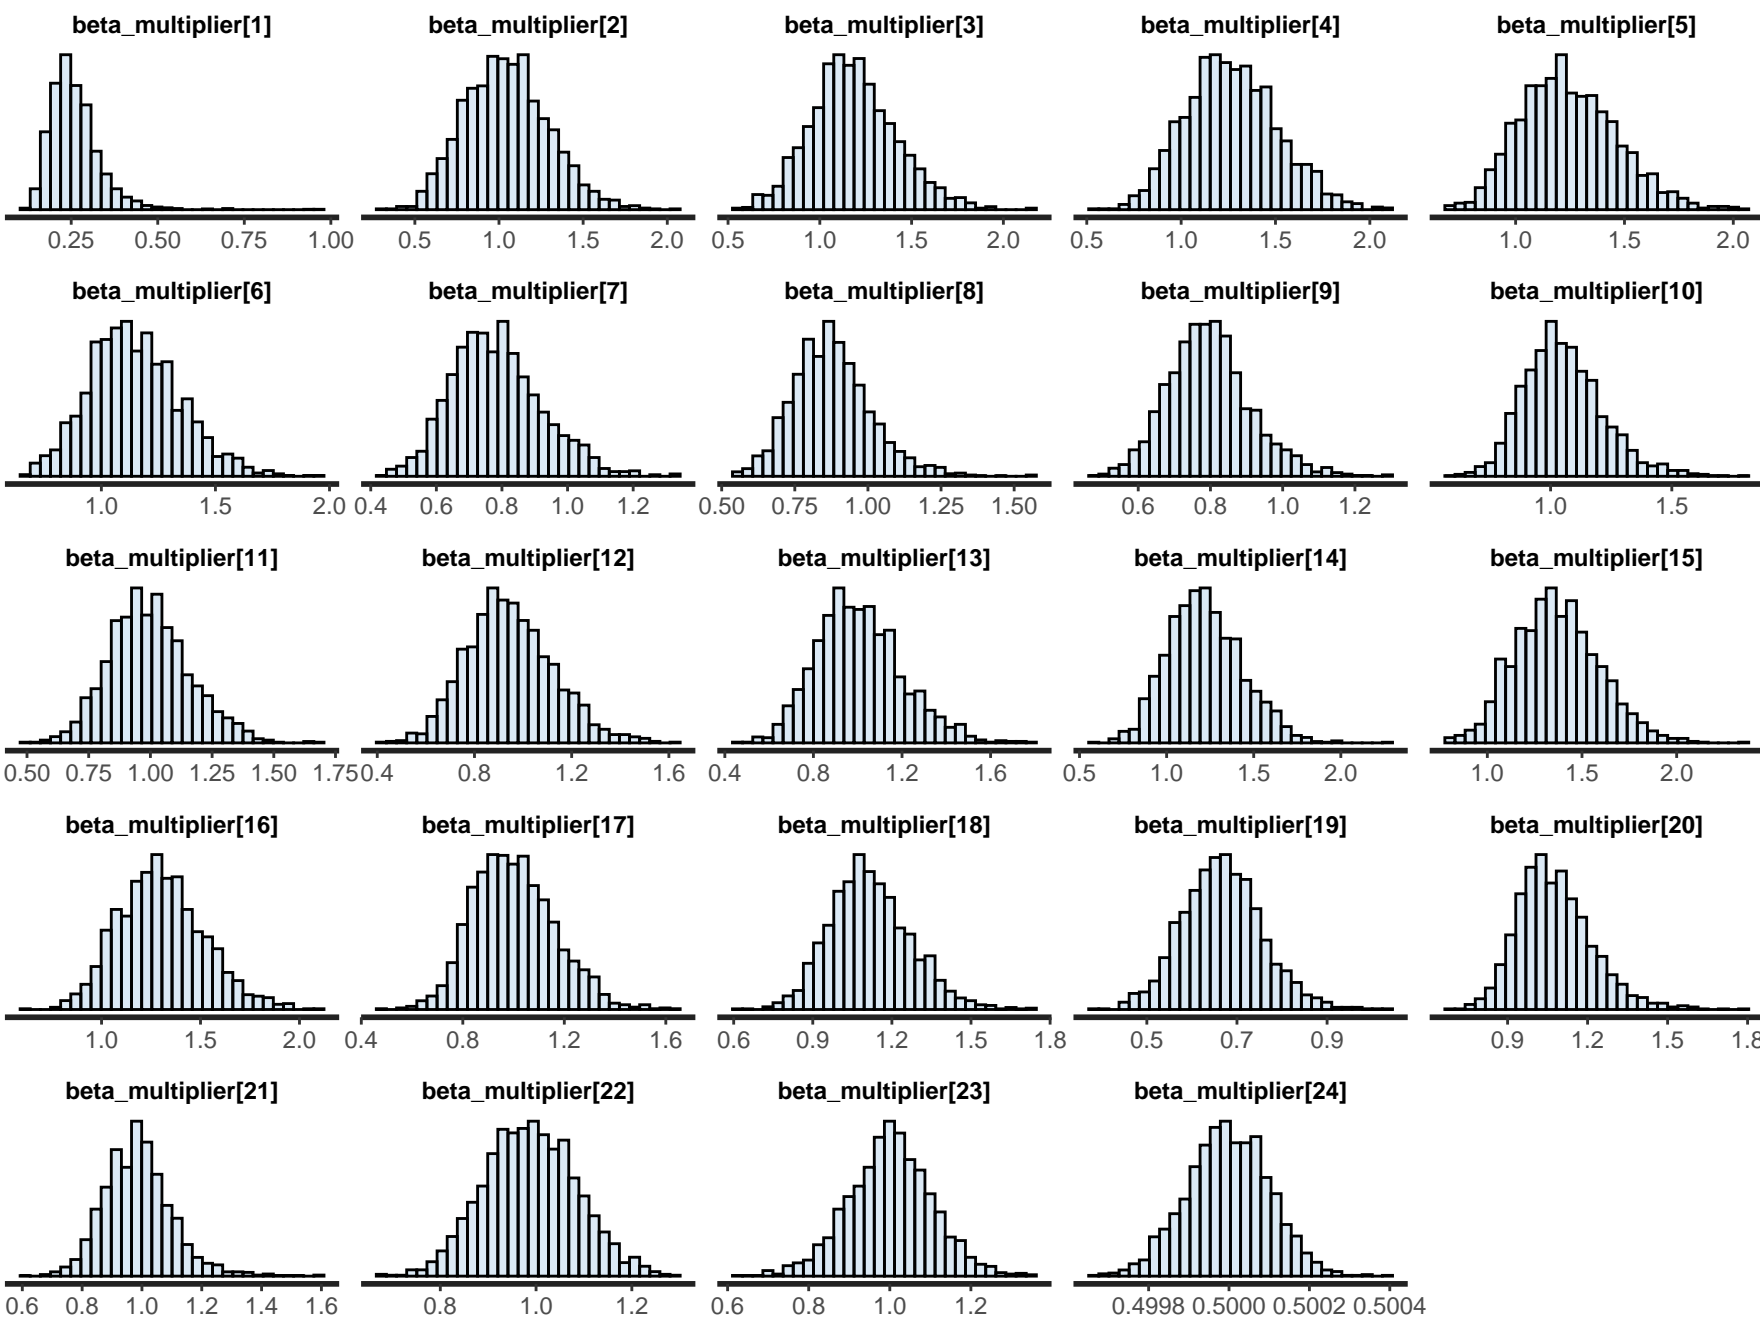 beta_multiplier[1] beta_multiplier[2] beta_multiplier[3] beta_multiplier[4] beta_multiplier[5]
0.25 0.50 0.75 1.00 0.5 1.0 1.5 2.0 0.5 1.0 1.5 2.0 0.5 1.0 1.5 2.0 1.0 1.5 2.0
beta_multiplier[6] beta_multiplier[7] beta_multiplier[8] beta_multiplier[9] beta_multiplier[10]
1.0 1.5 2.0 0.4 0.6 0.8 1.0 1.2 0.50 0.75 1.00 1.25 1.50 0.6 0.8 1.0 1.2 1.0 1.5
beta_multiplier[11] beta_multiplier[12] beta_multiplier[13] beta_multiplier[14] beta_multiplier[15]
0.50 0.75 1.00 1.25 1.50 1.75 0.4 0.8 1.2 1.6 0.4 0.8 1.2 1.6 0.5 1.0 1.5 2.0 1.0 1.5 2.0
beta_multiplier[16] beta_multiplier[17] beta_multiplier[18] beta_multiplier[19] beta_multiplier[20]
1.0 1.5 2.0 0.4 0.8 1.2 1.6 0.6 0.9 1.2 1.5 1.8 0.5 0.7 0.9 0.9 1.2 1.5 1.8
beta_multiplier[21] beta_multiplier[22] beta_multiplier[23] beta_multiplier[24]
0.6 0.8 1.0 1.2 1.4 1.6 0.8 1.0 1.2 0.6 0.8 1.0 1.2 0.4998 0.5000 0.5002 0.5004